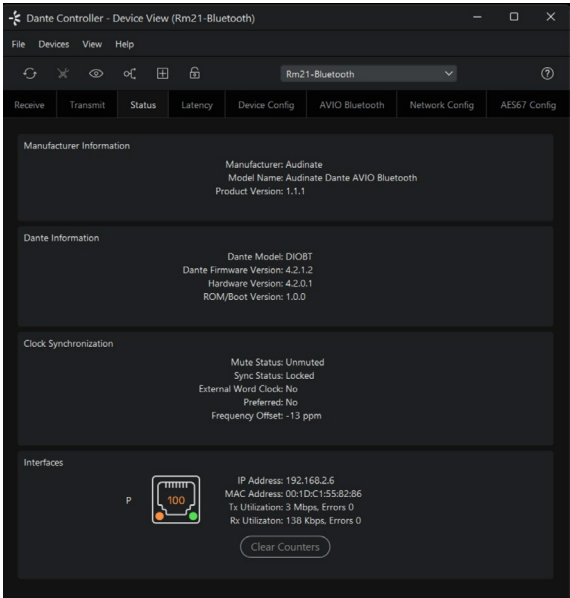 Dante Controller - Device View (Rm21-Bluetooth)
File Devices View Help
Rm21-Bluetooth
Receive Transmit Status Latency Device Config AVIO Bluetooth Network Config AES67 Config
Manufacturer Information
Manufacturer: Audinate
Model Name: Audinate Dante AVIO Bluetooth
Product Version: 1.1.1
Dante Information
Dante Model: DIOBT
Dante Firmware Version: 4.2.1.2
Hardware Version: 4.2.0.1
ROM/Boot Version: 1.0.0
Clock Synchronization
Mute Status: Unmuted
Sync Status: Locked
External Word Clock: No
Preferred: No
Frequency Offset: -13 ppm
Interfaces
P
100
IP Address: 192.168.2.6
MAC Address: 00:1D:C1:55:82:86
Tx Utilization: 3 Mbps, Errors 0
Rx Utilizaton: 138 Kbps, Errors 0
Clear Counters